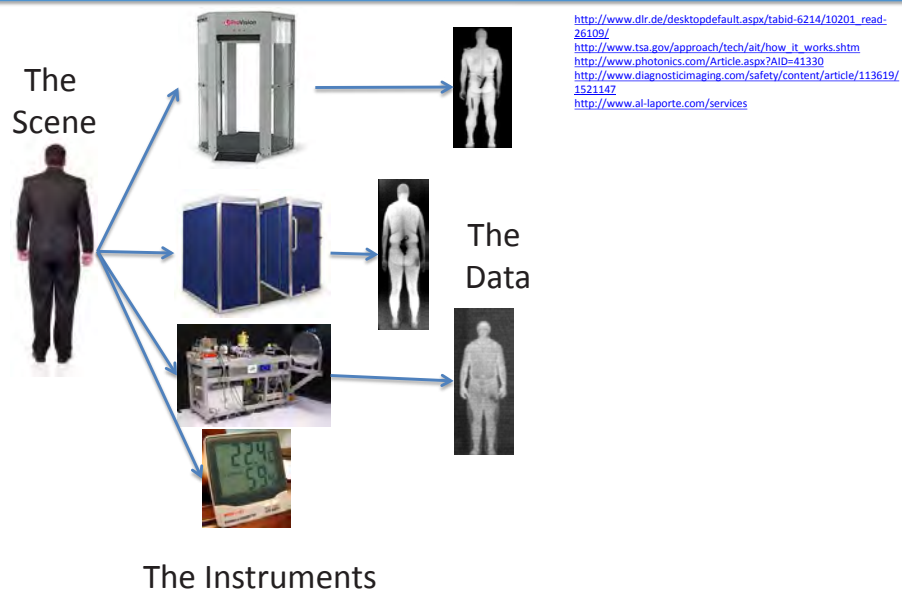 http://www.dlr.de/desktopdefault.aspx/tabid-6214/10201_read-
26109/
http://www.tsa.gov/approach/tech/ait/how_it_works.shtm
http://www.photonics.com/Article.aspx?AID=41330
http://www.diagnosticimaging.com/safety/content/article/113619/
1521147
http://www.al-laporte.com/services
The
Scene
ProVision
The
Data
22.4
59
The Instruments